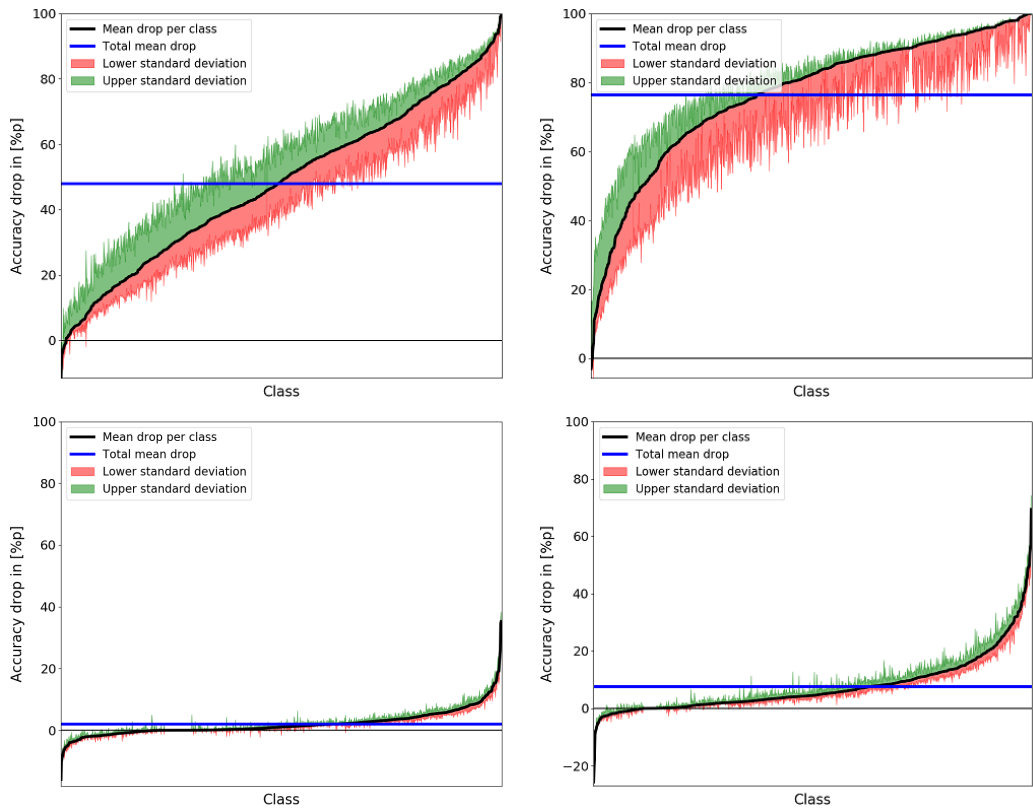 100
80
60
40
20
0
Accuracy drop in [%p]
Class
Mean drop per class
Total mean drop
Lower standard deviation
Upper standard deviation
100
80
60
40
20
0
Accuracy drop in [%p]
Class
Mean drop per class
Total mean drop
Lower standard deviation
Upper standard deviation
100
80
60
40
20
0
Accuracy drop in [%p]
Class
Mean drop per class
Total mean drop
Lower standard deviation
Upper standard deviation
100
80
60
40
20
0
−20
Accuracy drop in [%p]
Class
Mean drop per class
Total mean drop
Lower standard deviation
Upper standard deviation